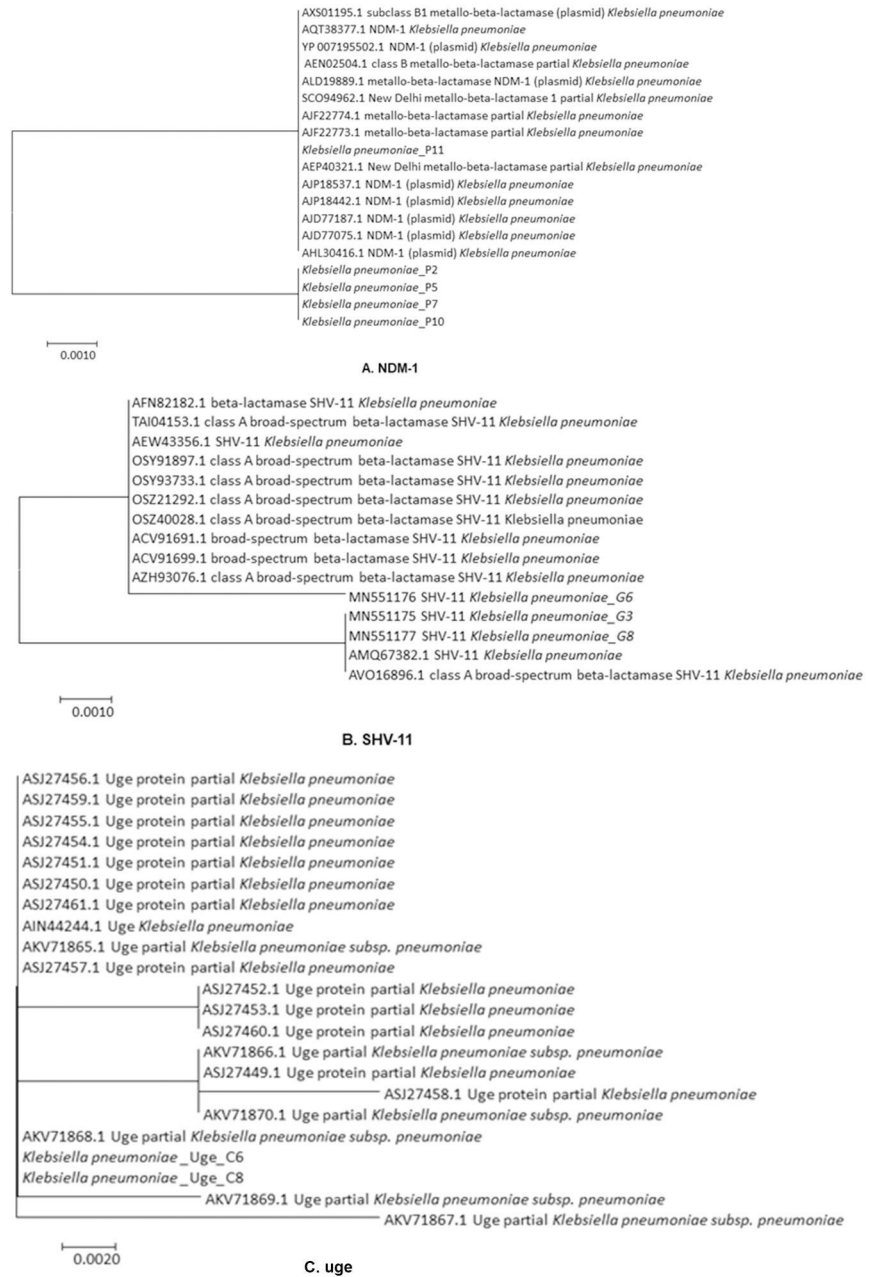 AXS01195.1 subclass B1 metallo-beta-lactamase (plasmid) Klebsiella pneumoniae
AQT38377.1 NDM-1 Klebsiella pneumoniae
YP 007195502.1 NDM-1 (plasmid) Klebsiella pneumoniae
AEN02504.1 class B metallo-beta-lactamase partial Klebsiella pneumoniae
ALD19889.1 metallo-beta-lactamase NDM-1 (plasmid) Klebsiella pneumoniae
SCO94962.1 New Delhi metallo-beta-lactamase 1 partial Klebsiella pneumoniae
AJF22774.1 metallo-beta-lactamase partial Klebsiella pneumoniae
AJF22773.1 metallo-beta-lactamase partial Klebsiella pneumoniae
Klebsiella pneumoniae_P11
AEP40321.1 New Delhi metallo-beta-lactamase partial Klebsiella pneumoniae
AJP18537.1 NDM-1 (plasmid) Klebsiella pneumoniae
AJP18442.1 NDM-1 (plasmid) Klebsiella pneumoniae
AJD77187.1 NDM-1 (plasmid) Klebsiella pneumoniae
AJD77075.1 NDM-1 (plasmid) Klebsiella pneumoniae
AHL30416.1 NDM-1 (plasmid) Klebsiella pneumoniae
Klebsiella pneumoniae_P2
Klebsiella pneumoniae_P5
Klebsiella pneumoniae_P7
Klebsiella pneumoniae_P10
0.0010
A. NDM-1
AFN82182.1 beta-lactamase SHV-11 Klebsiella pneumoniae
TAI04153.1 class A broad-spectrum beta-lactamase SHV-11 Klebsiella pneumoniae
AEW43356.1 SHV-11 Klebsiella pneumoniae
OSY91897.1 class A broad-spectrum beta-lactamase SHV-11 Klebsiella pneumoniae
OSY93733.1 class A broad-spectrum beta-lactamase SHV-11 Klebsiella pneumoniae
OSZ21292.1 class A broad-spectrum beta-lactamase SHV-11 Klebsiella pneumoniae
OSZ40028.1 class A broad-spectrum beta-lactamase SHV-11 Klebsiella pneumoniae
ACV91691.1 broad-spectrum beta-lactamase SHV-11 Klebsiella pneumoniae
ACV91699.1 broad-spectrum beta-lactamase SHV-11 Klebsiella pneumoniae
AZH93076.1 class A broad-spectrum beta-lactamase SHV-11 Klebsiella pneumoniae
MN551176 SHV-11 Klebsiella pneumoniae_G6
MN551175 SHV-11 Klebsiella pneumoniae_G3
MN551177 SHV-11 Klebsiella pneumoniae_G8
AMQ67382.1 SHV-11 Klebsiella pneumoniae
AVO16896.1 class A broad-spectrum beta-lactamase SHV-11 Klebsiella pneumoniae
0.0010
B. SHV-11
ASJ27456.1 Uge protein partial Klebsiella pneumoniae
ASJ27459.1 Uge protein partial Klebsiella pneumoniae
ASJ27455.1 Uge protein partial Klebsiella pneumoniae
ASJ27454.1 Uge protein partial Klebsiella pneumoniae
ASJ27451.1 Uge protein partial Klebsiella pneumoniae
ASJ27450.1 Uge protein partial Klebsiella pneumoniae
ASJ27461.1 Uge protein partial Klebsiella pneumoniae
AIN44244.1 Uge Klebsiella pneumoniae
AKV71865.1 Uge partial Klebsiella pneumoniae subsp. pneumoniae
ASJ27457.1 Uge protein partial Klebsiella pneumoniae
ASJ27452.1 Uge protein partial Klebsiella pneumoniae
ASJ27453.1 Uge protein partial Klebsiella pneumoniae
ASJ27460.1 Uge protein partial Klebsiella pneumoniae
AKV71866.1 Uge partial Klebsiella pneumoniae subsp. pneumoniae
ASJ27449.1 Uge protein partial Klebsiella pneumoniae
ASJ27458.1 Uge protein partial Klebsiella pneumoniae
AKV71870.1 Uge partial Klebsiella pneumoniae subsp. pneumoniae
AKV71868.1 Uge partial Klebsiella pneumoniae subsp. pneumoniae
Klebsiella pneumoniae_Uge_C6
Klebsiella pneumoniae_Uge_C8
AKV71869.1 Uge partial Klebsiella pneumoniae subsp. pneumoniae
AKV71867.1 Uge partial Klebsiella pneumoniae subsp. pneumoniae
0.0020
C. uge